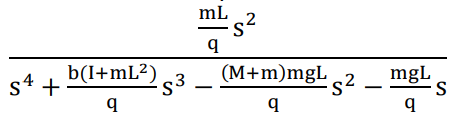 mL/q s²
s⁴ + b(I+mL²)/q s³ − (M+m)mgL/q s² − mgL/q s